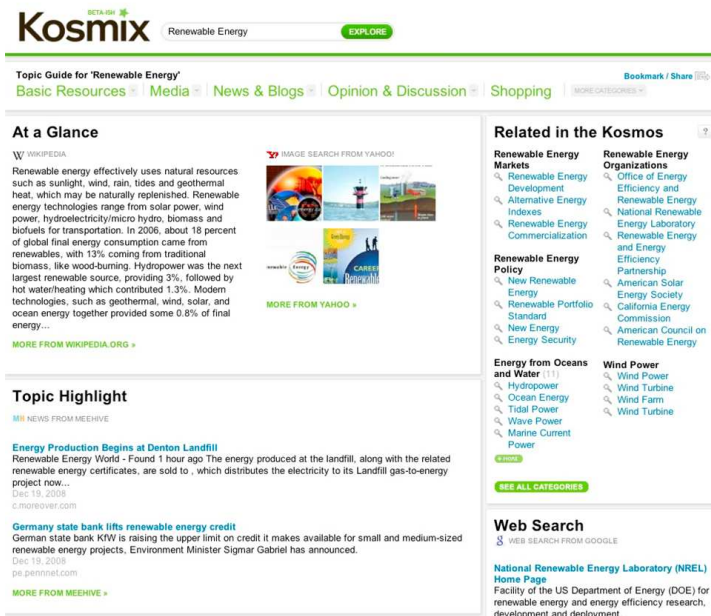 BETA-ISH
Kosmix
Renewable Energy
EXPLORE
Topic Guide for 'Renewable Energy'
Bookmark / Share
Basic Resources
Media
News & Blogs
Opinion & Discussion
Shopping
MORE CATEGORIES
At a Glance
W WIKIPEDIA
Renewable energy effectively uses natural resources
such as sunlight, wind, rain, tides and geothermal
heat, which may be naturally replenished. Renewable
energy technologies range from solar power, wind
power, hydroelectricity/micro hydro, biomass and
biofuels for transportation. In 2006, about 18 percent
of global final energy consumption came from
renewables, with 13% coming from traditional
biomass, like wood-burning. Hydropower was the next
largest renewable source, providing 3%, followed by
hot water/heating which contributed 1.3%. Modern
technologies, such as geothermal, wind, solar, and
ocean energy together provided some 0.8% of final
energy...
MORE FROM WIKIPEDIA.ORG »
Y! IMAGE SEARCH FROM YAHOO!
CAREER
Renewable
MORE FROM YAHOO »
Topic Highlight
MH NEWS FROM MEEHIVE
Energy Production Begins at Denton Landfill
Renewable Energy World - Found 1 hour ago The energy produced at the landfill, along with the related
renewable energy certificates, are sold to , which distributes the electricity to its Landfill gas-to-energy
project now...
Dec 19, 2008
c.moreover.com
Germany state bank lifts renewable energy credit
German state bank KfW is raising the upper limit on credit it makes available for small and medium-sized
renewable energy projects, Environment Minister Sigmar Gabriel has announced.
Dec 19, 2008
pe.pennnet.com
MORE FROM MEEHIVE »
Related in the Kosmos
?
Renewable Energy
Markets
Renewable Energy
Development
Alternative Energy
Indexes
Renewable Energy
Commercialization
Renewable Energy
Policy
New Renewable
Energy
Renewable Portfolio
Standard
New Energy
Energy Security
Energy from Oceans
and Water (11)
Hydropower
Ocean Energy
Tidal Power
Wave Power
Marine Current
Power
+ MORE
Renewable Energy
Organizations
Office of Energy
Efficiency and
Renewable Energy
National Renewable
Energy Laboratory
Renewable Energy
and Energy
Efficiency
Partnership
American Solar
Energy Society
California Energy
Commission
American Council on
Renewable Energy
Wind Power
Wind Power
Wind Turbine
Wind Farm
Wind Turbine
SEE ALL CATEGORIES
Web Search
g WEB SEARCH FROM GOOGLE
National Renewable Energy Laboratory (NREL)
Home Page
Facility of the US Department of Energy (DOE) for
renewable energy and energy efficiency research,
development and deployment